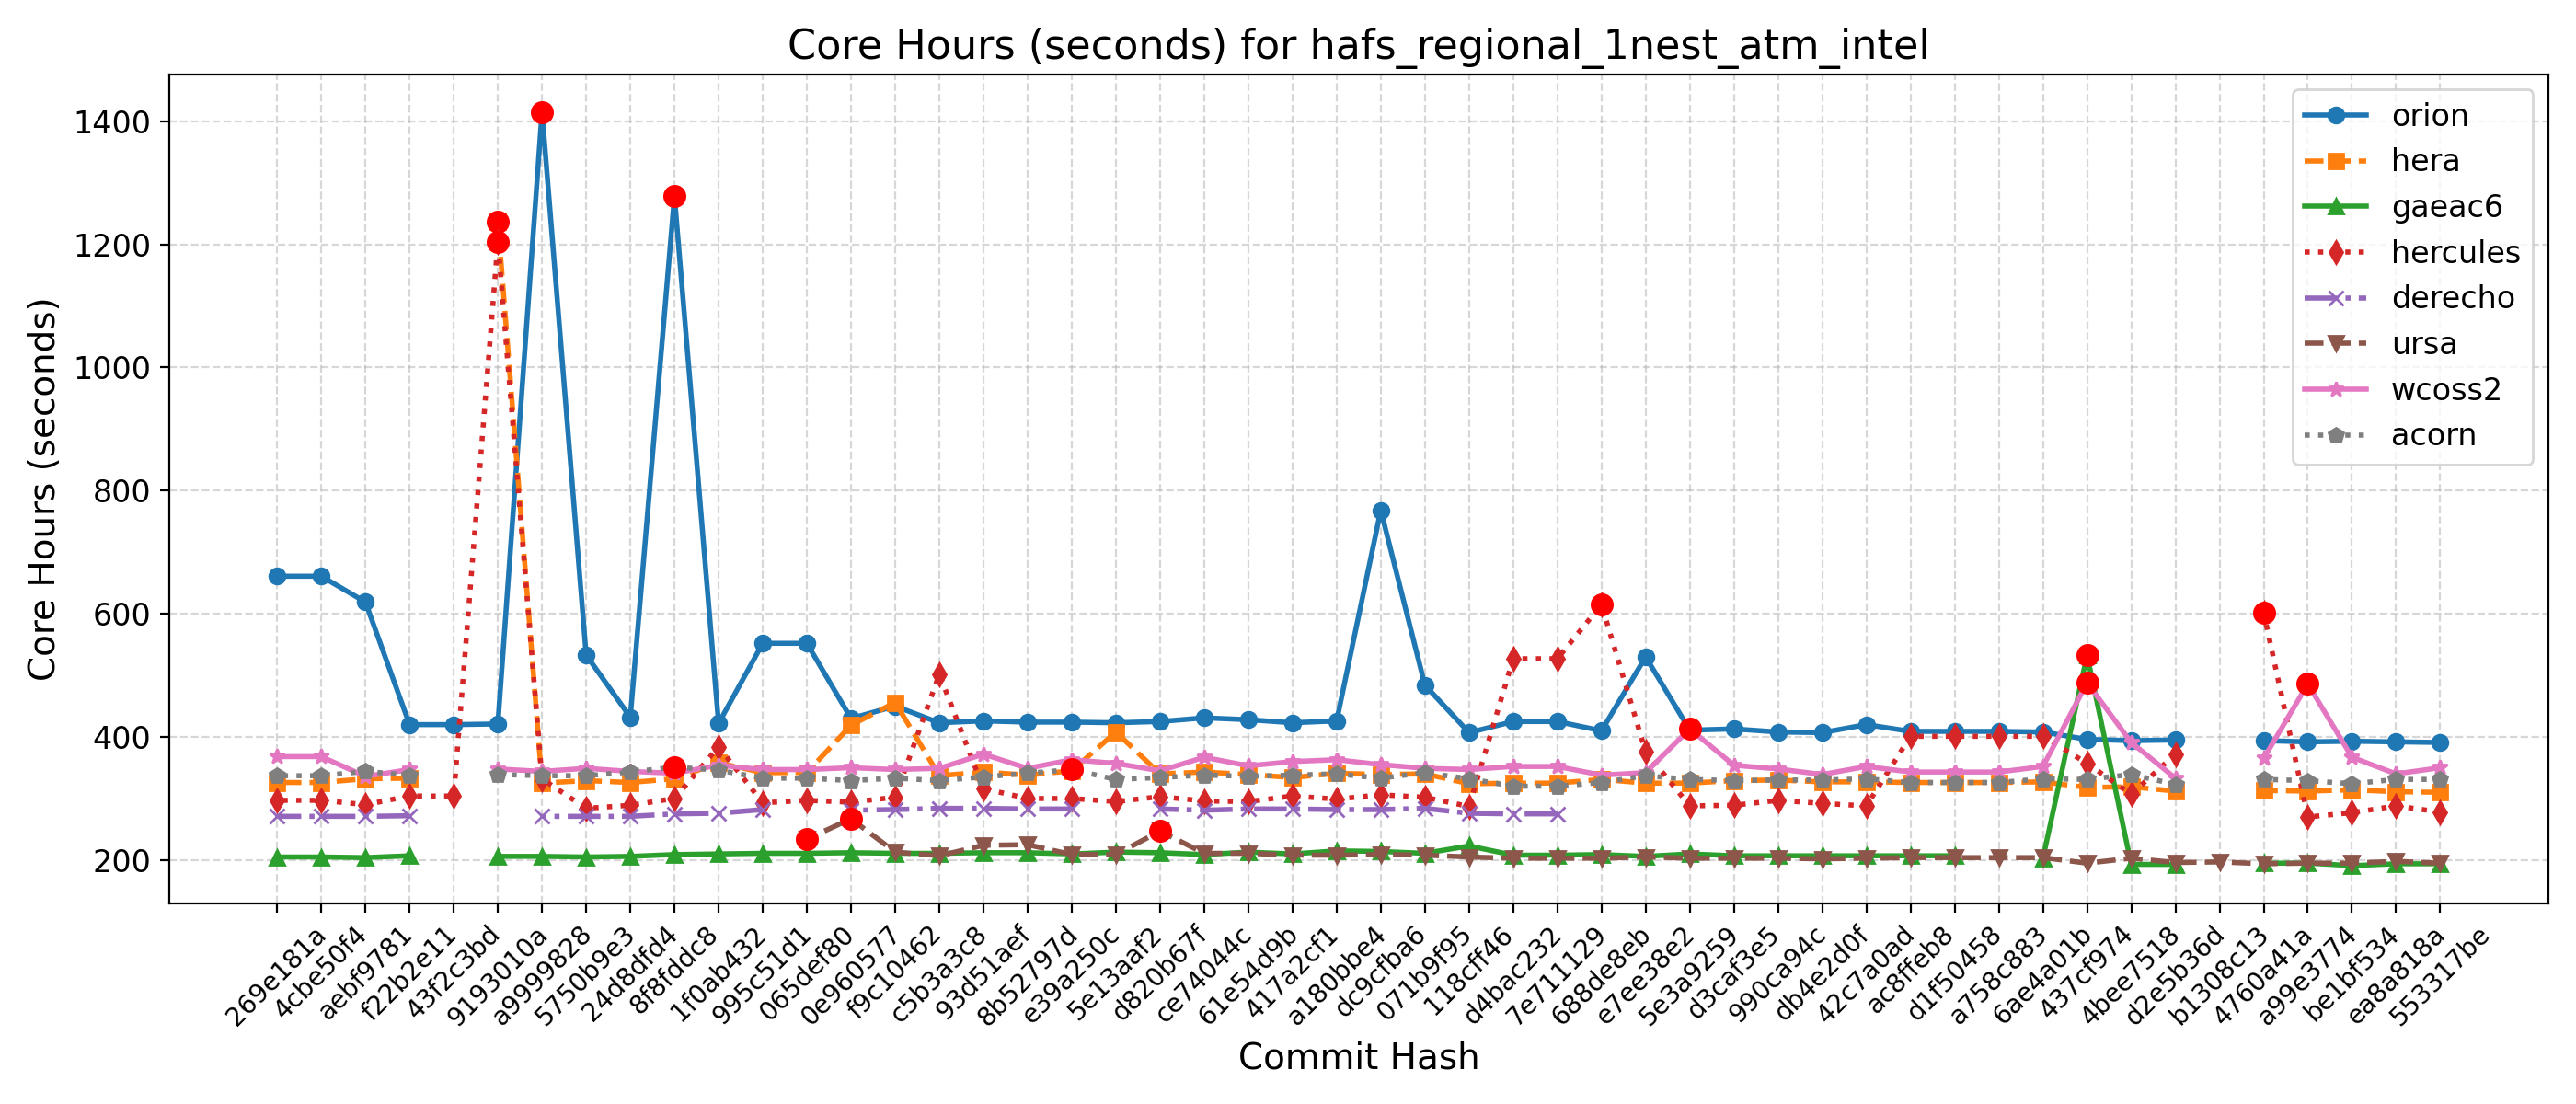 Core Hours (seconds) for hafs_regional_1nest_atm_intel
Core Hours (seconds)
1400
1200
1000
800
600
400
200
orion
hera
gaeac6
hercules
derecho
ursa
wcoss2
acorn
269e181a
4cbe50f4
aebf9781
f22b2e11
43f2c3bd
9193010a
a9999828
5750b9e3
24d8dfd4
8f8fddc8
1f0ab432
995c51d1
065def80
0e960577
f9c10462
c5b3a3c8
93d51aef
8b52797d
e39a250c
5e13aaf2
d820b67f
ce74044c
61e54d9b
417a2cf1
a180bbe4
dc9cfba6
071b9f95
118cff46
d4bac232
7e711129
688de8eb
e7ee38e2
5e3a9259
d3caf3e5
990ca94c
db4e2d0f
42c7a0ad
ac8ffeb8
d1f50458
a758c883
6ae4a01b
437cf974
4bee7518
d2e5b36d
b1308c13
4760a41a
a99e3774
be1bf534
ea8a818a
553317be
Commit Hash